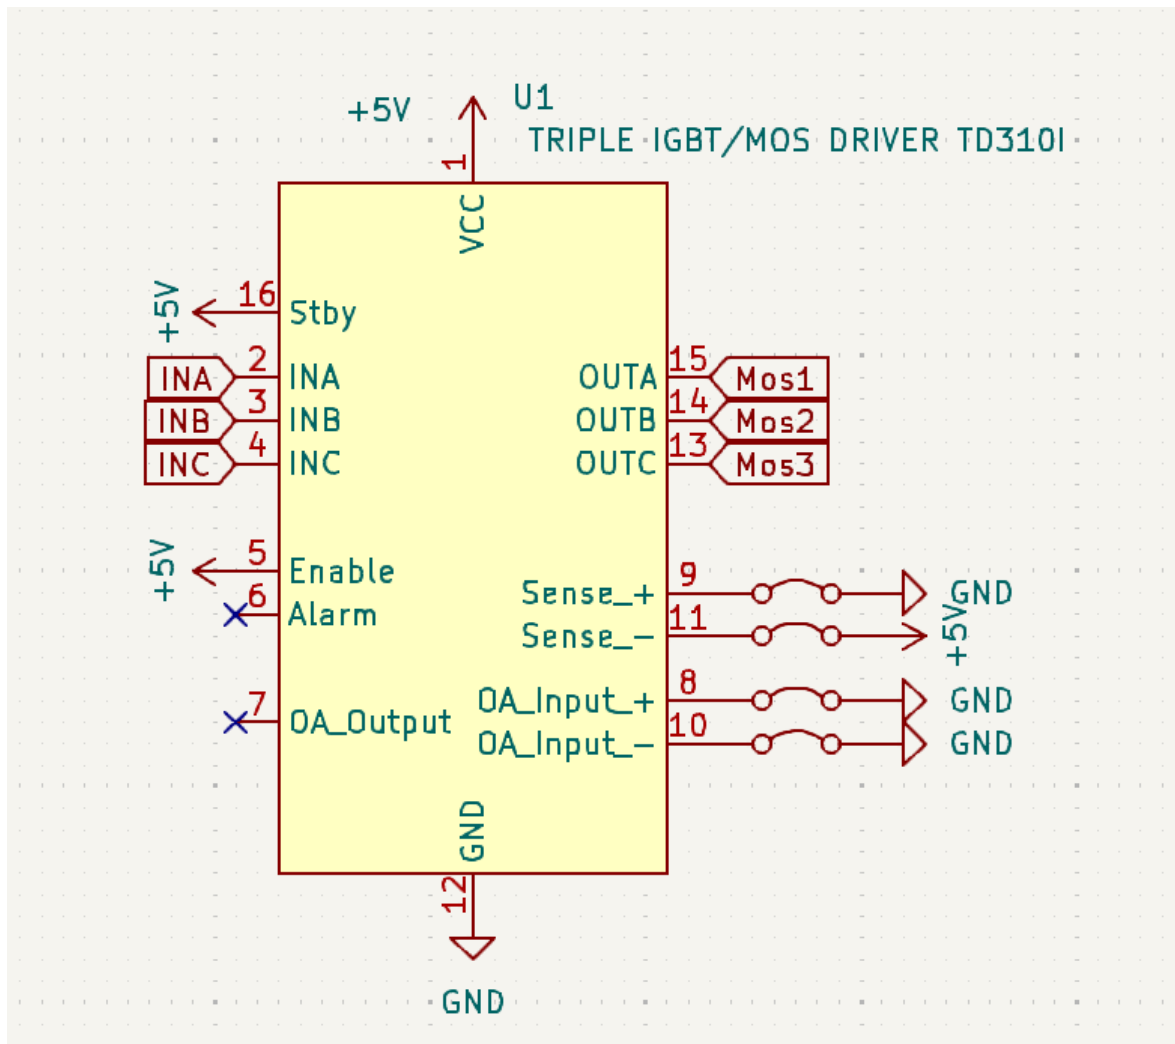 +5V
U1
TRIPLE IGBT/MOS DRIVER TD310I
1
VCC
+5V
16
Stby
INA
2
INA
OUTA
15
Mos1
INB
3
INB
OUTB
14
Mos2
INC
4
INC
OUTC
13
Mos3
+5V
5
Enable
6
Alarm
Sense_+
9
GND
Sense_-
11
+5V
7
OA_Output
OA_Input_+
8
GND
OA_Input_-
10
GND
GND
12
GND